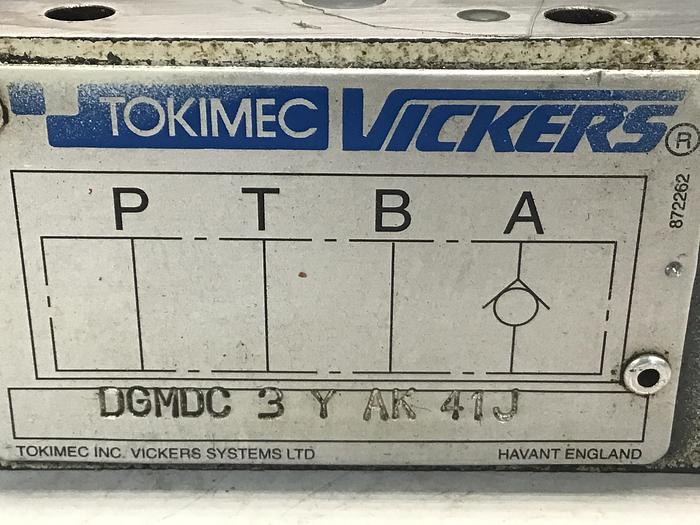 TOKIMEC VICKERS ®
872262
P T B A
DGMDC 3 Y AK 41J
TOKIMEC INC. VICKERS SYSTEMS LTD HAVANT ENGLAND